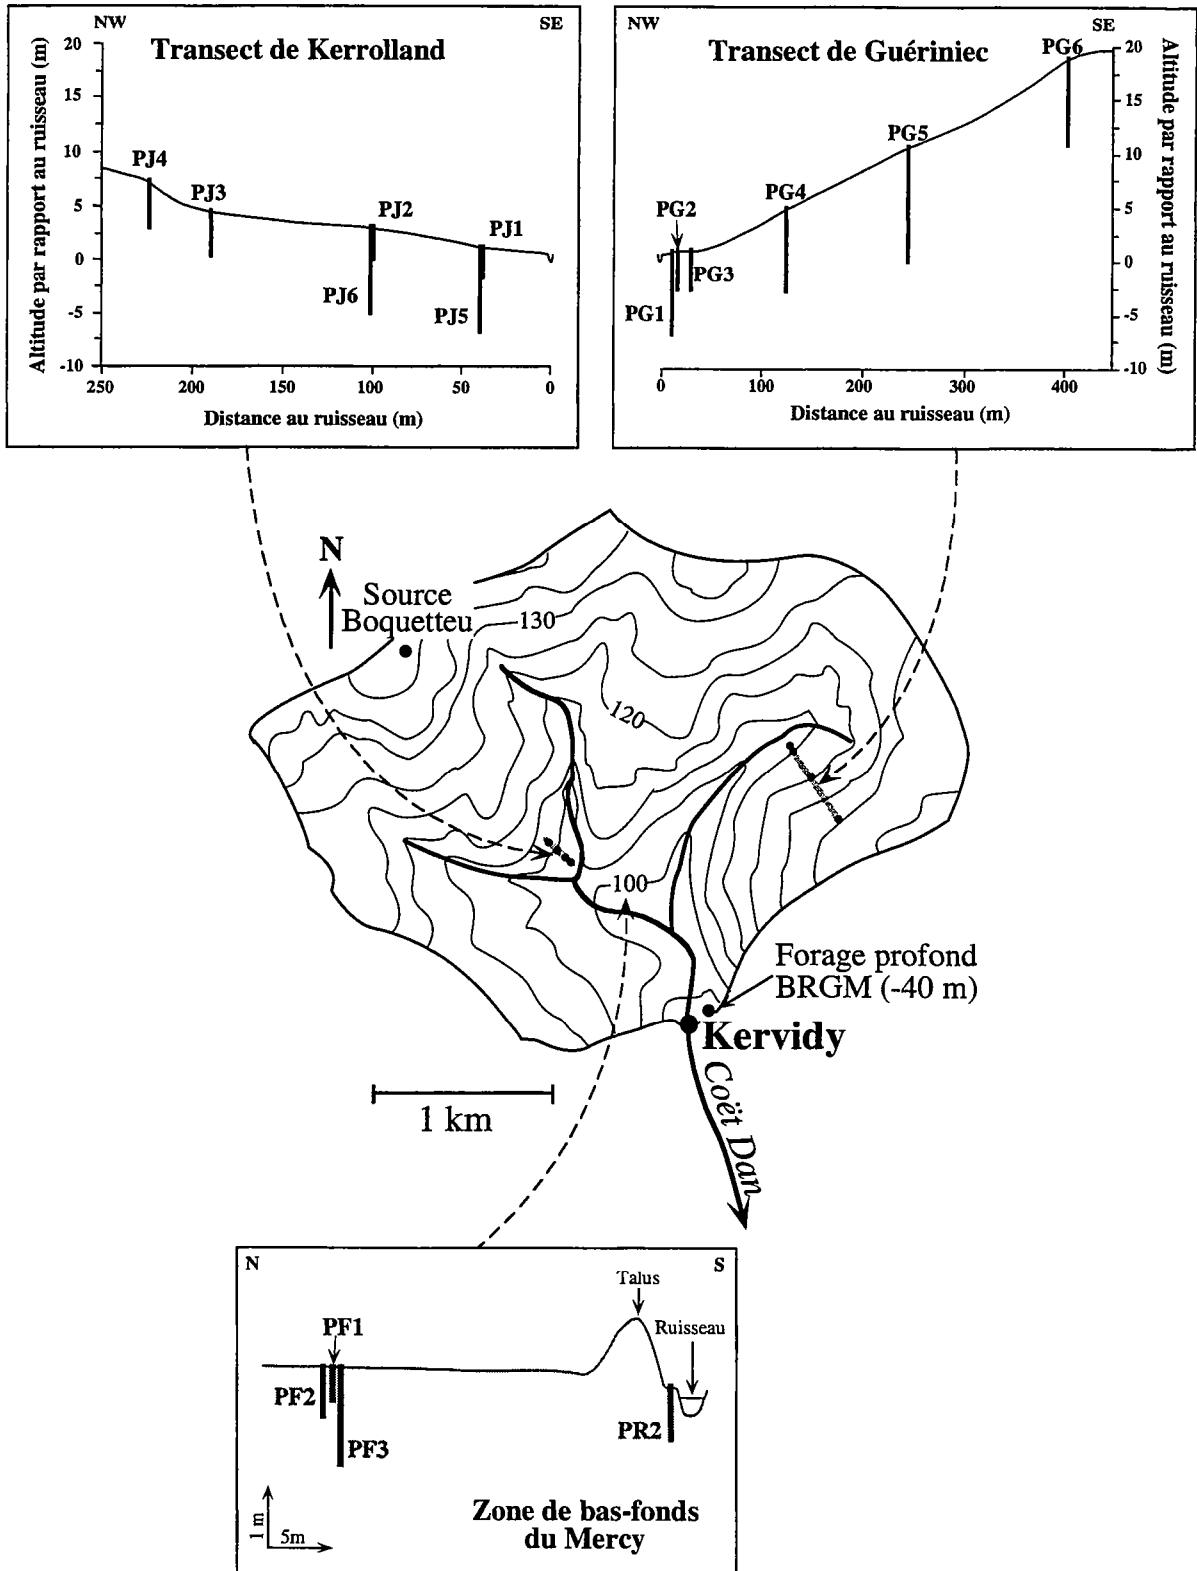 NW
SE
Transect de Kerrolland
Altitude par rapport au ruisseau (m)
20
15
10
5
0
-5
-10
PJ4
PJ3
PJ2
PJ1
PJ6
PJ5
250
200
150
100
50
0
Distance au ruisseau (m)
NW
SE
Transect de Guériniec
PG6
PG5
PG4
PG2
PG3
PG1
20
15
10
5
0
-5
-10
Altitude par rapport au ruisseau (m)
0
100
200
300
400
Distance au ruisseau (m)
N
Source
Boquetteu
130
120
100
Forage profond
BRGM (-40 m)
Kervidy
1 km
Coët Dan
N
S
Talus
PF1
Ruisseau
PF2
PR2
PF3
1 m
5m
Zone de bas-fonds
du Mercy